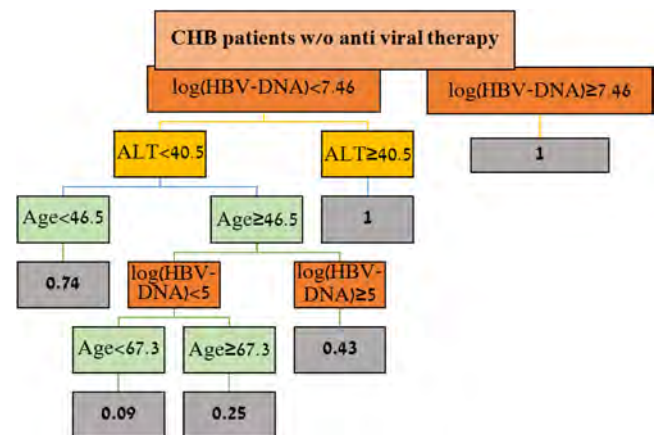 CHB patients w/o anti viral therapy
log(HBV-DNA)<7.46
log(HBV-DNA)≥7.46
ALT<40.5
ALT≥40.5
1
Age<46.5
Age≥46.5
1
0.74
log(HBV-
DNA)<5
log(HBV-
DNA)≥5
Age<67.3
Age≥67.3
0.43
0.09
0.25